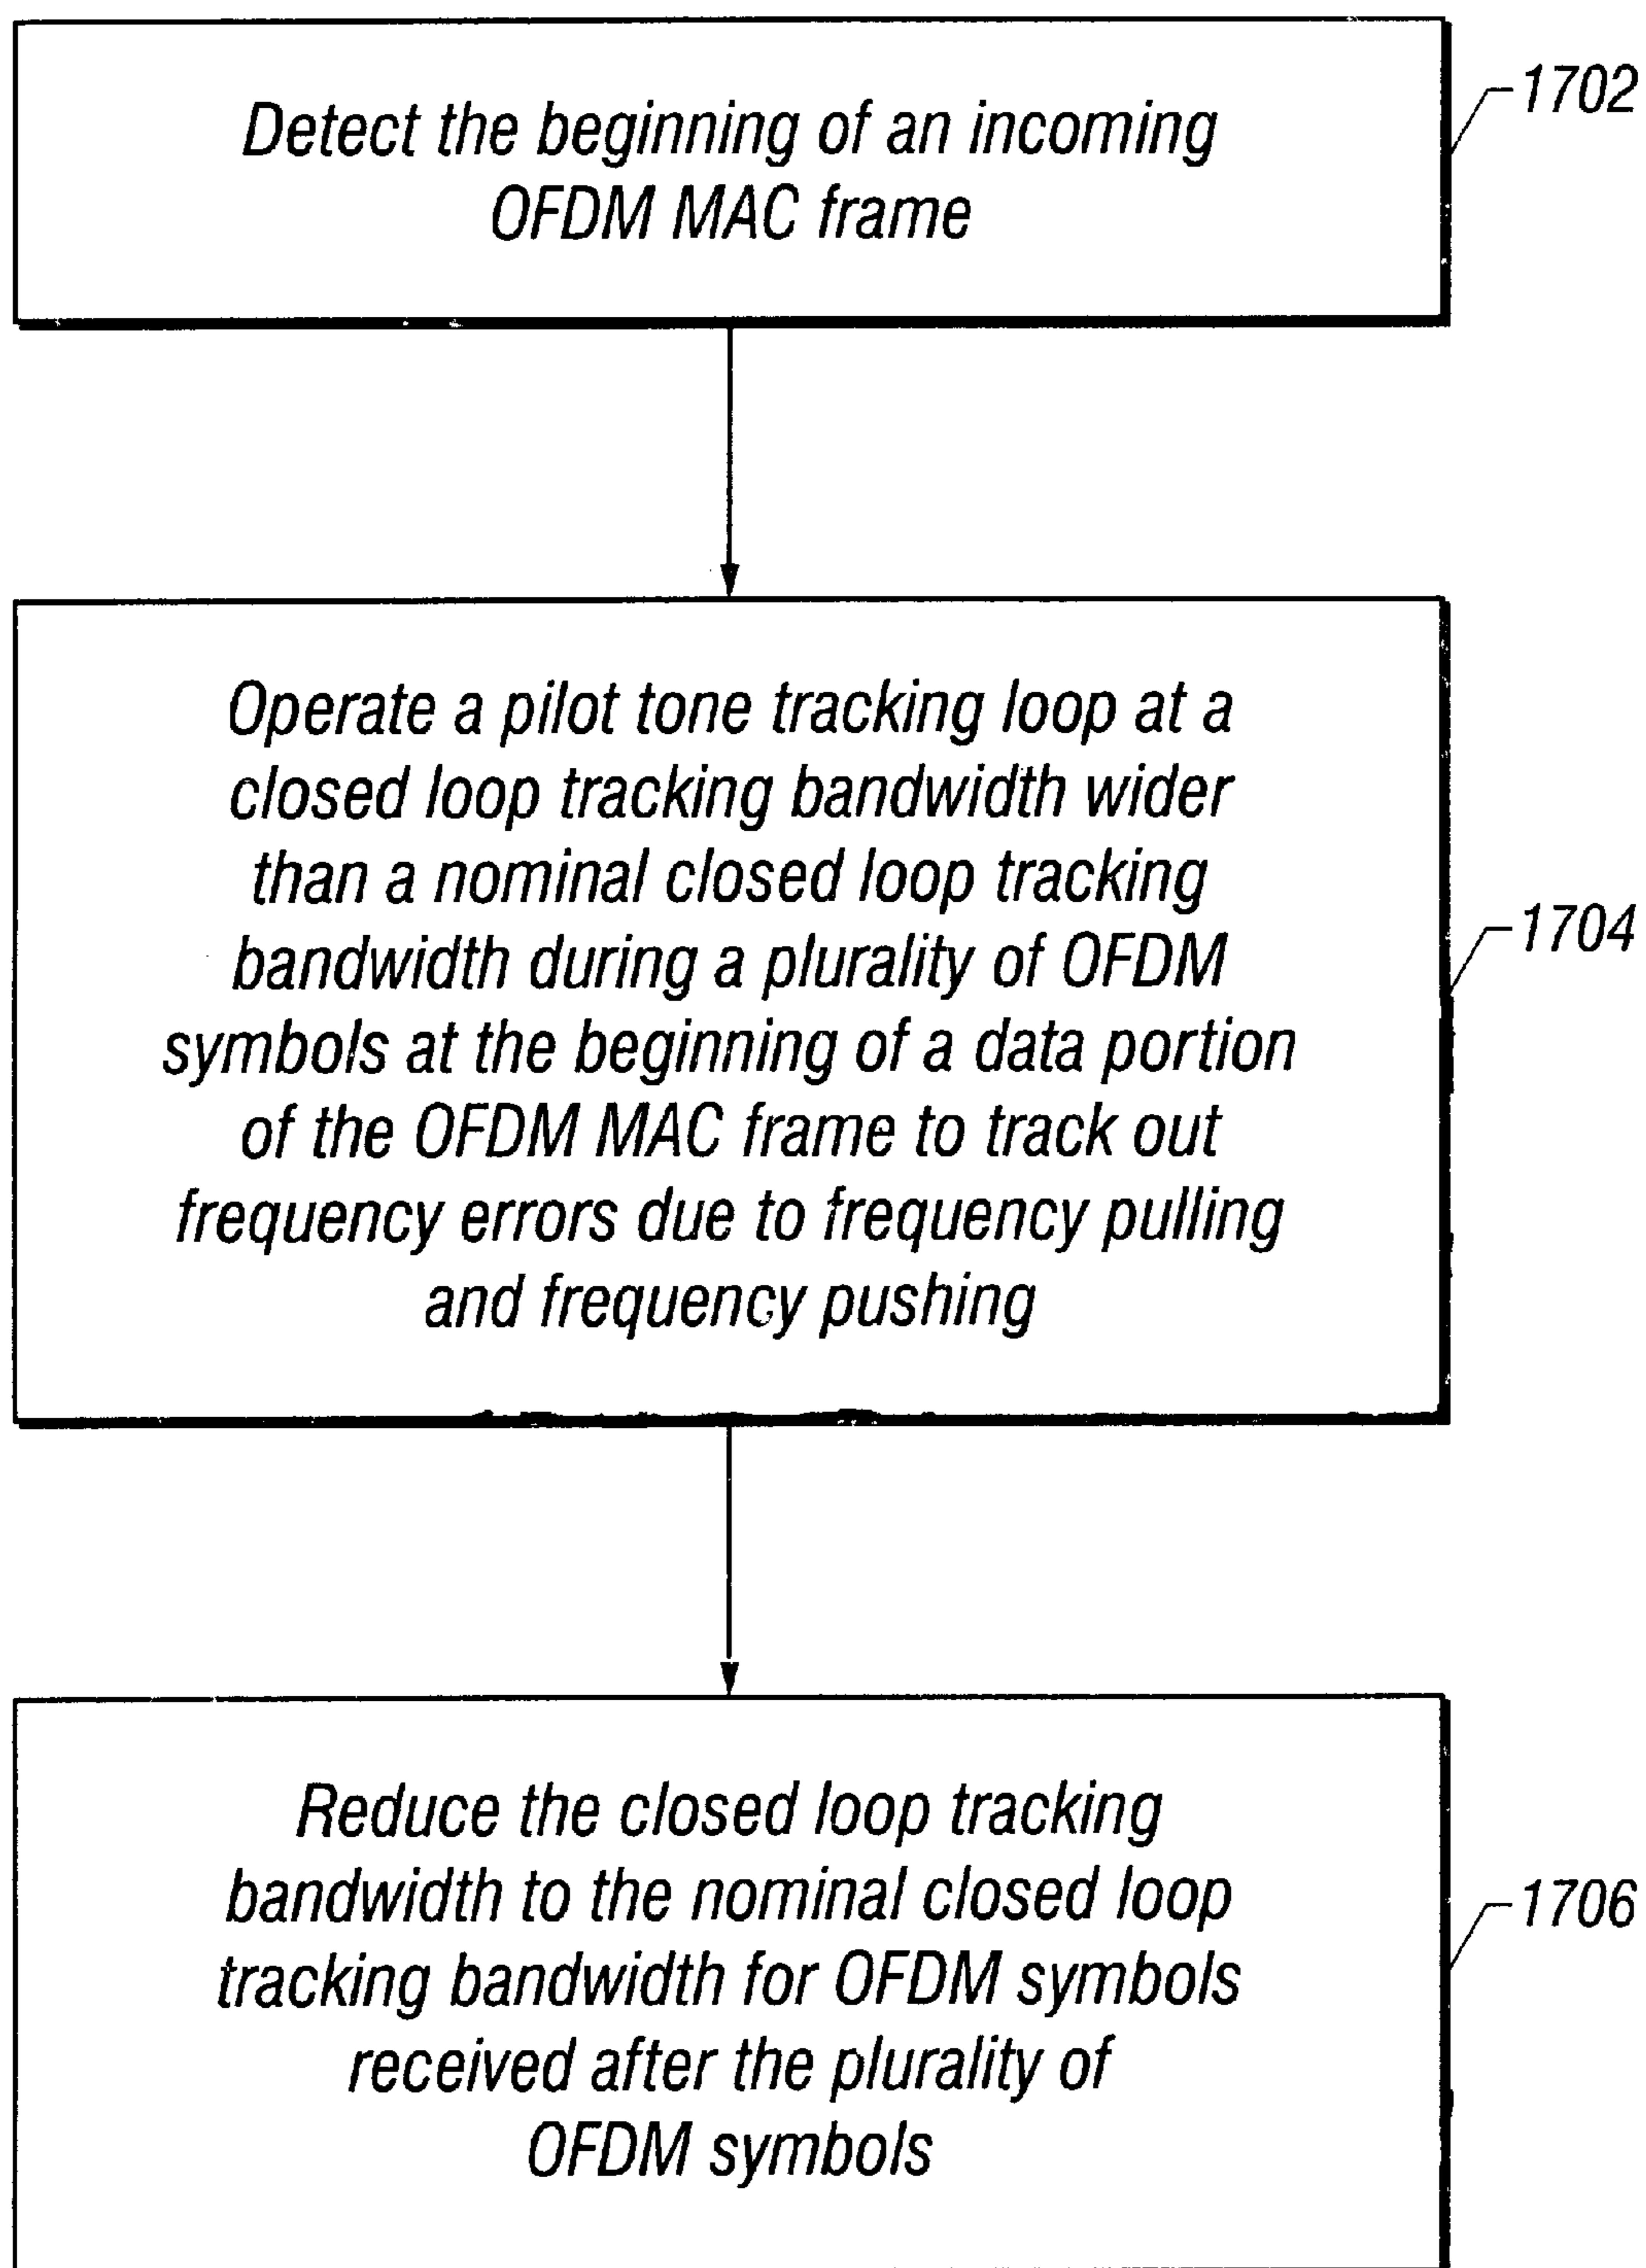 Detect the beginning of an incoming
OFDM MAC frame
1702
Operate a pilot tone tracking loop at a
closed loop tracking bandwidth wider
than a nominal closed loop tracking
bandwidth during a plurality of OFDM
symbols at the beginning of a data portion
of the OFDM MAC frame to track out
frequency errors due to frequency pulling
and frequency pushing
1704
Reduce the closed loop tracking
bandwidth to the nominal closed loop
tracking bandwidth for OFDM symbols
received after the plurality of
OFDM symbols
1706